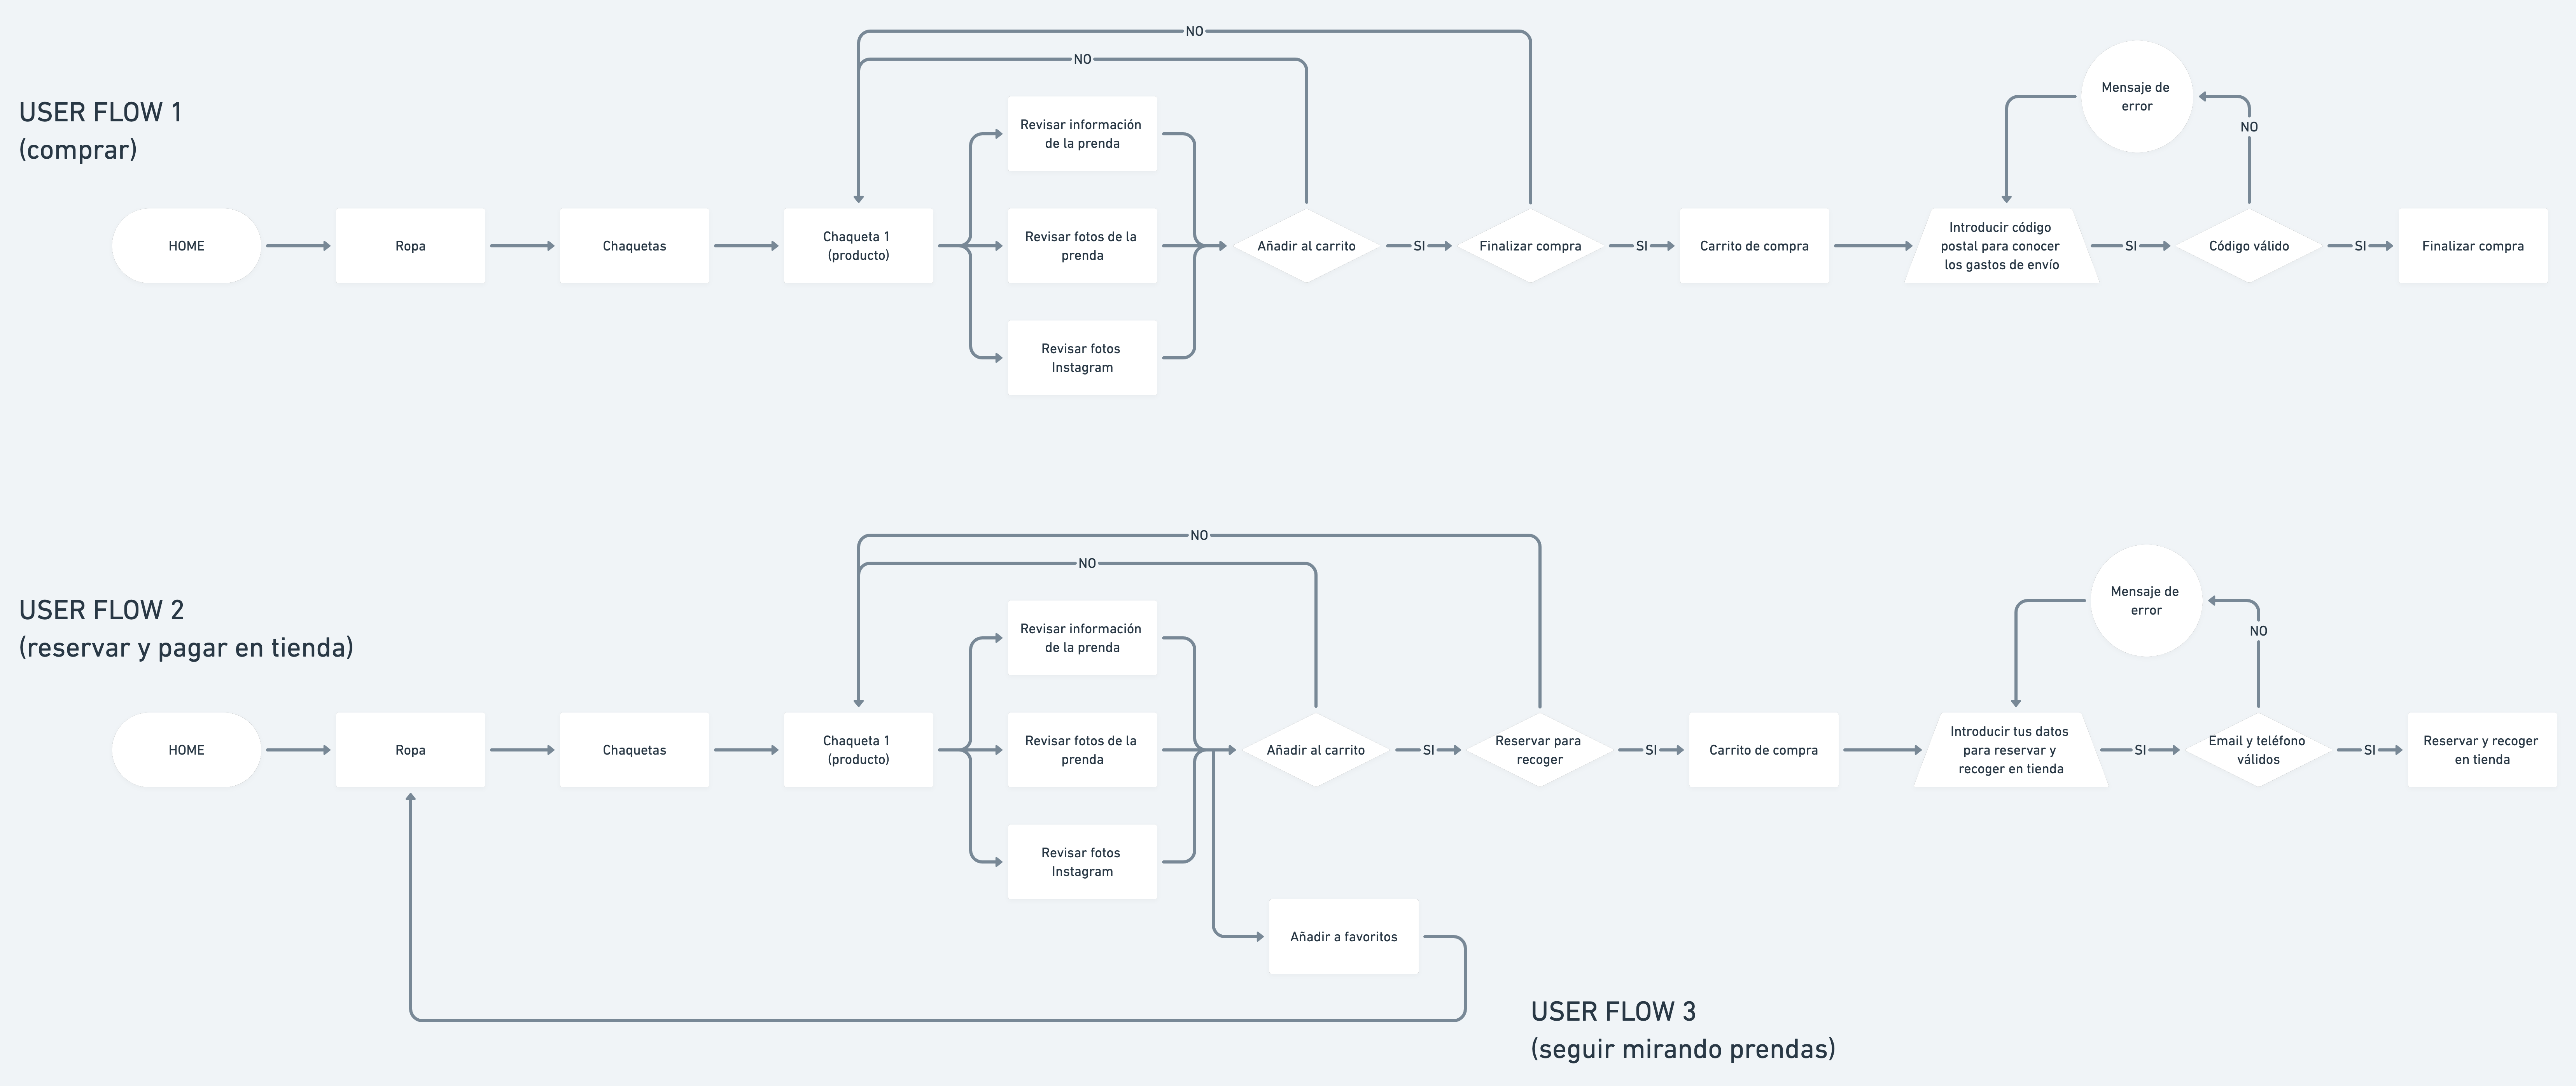 NO
NO
USER FLOW 1
(comprar)
Mensaje de
error
NO
Revisar información
de la prenda
HOME
Ropa
Chaquetas
Chaqueta 1
(producto)
Revisar fotos de la
prenda
Añadir al carrito
SI
Finalizar compra
SI
Carrito de compra
Introducir código
postal para conocer
los gastos de envío
SI
Código válido
SI
Finalizar compra
Revisar fotos
Instagram
NO
NO
USER FLOW 2
(reservar y pagar en tienda)
Mensaje de
error
NO
Revisar información
de la prenda
HOME
Ropa
Chaquetas
Chaqueta 1
(producto)
Revisar fotos de la
prenda
Añadir al carrito
SI
Reservar para
recoger
SI
Carrito de compra
Introducir tus datos
para reservar y
recoger en tienda
SI
Email y teléfono
válidos
SI
Reservar y recoger
en tienda
Revisar fotos
Instagram
Añadir a favoritos
USER FLOW 3
(seguir mirando prendas)